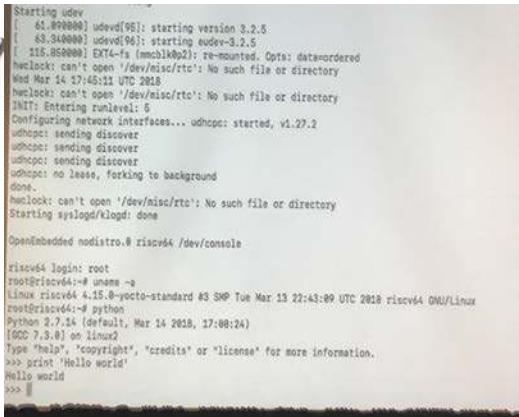 Starting udev
[   61.090000] udevd[95]: starting version 3.2.5
[   63.340000] udevd[96]: starting eudev-3.2.5
[  115.850000] EXT4-fs (mmcblk0p2): re-mounted. Opts: data=ordered
hwclock: can't open '/dev/misc/rtc': No such file or directory
Wed Mar 14 17:45:11 UTC 2018
hwclock: can't open '/dev/misc/rtc': No such file or directory
INIT: Entering runlevel: 5
Configuring network interfaces... udhcpc: started, v1.27.2
udhcpc: sending discover
udhcpc: sending discover
udhcpc: sending discover
udhcpc: no lease, forking to background
done.
hwclock: can't open '/dev/misc/rtc': No such file or directory
Starting syslogd/klogd: done
OpenEmbedded nodistro.0 riscv64 /dev/console
riscv64 login: root
root@riscv64:~# uname -a
Linux riscv64 4.15.0-yocto-standard #3 SMP Tue Mar 13 22:43:09 UTC 2018 riscv64 GNU/Linux
root@riscv64:~# python
Python 2.7.14 (default, Mar 14 2018, 17:00:24)
[GCC 7.3.0] on linux2
Type "help", "copyright", "credits" or "license" for more information.
>>> print 'Hello world'
Hello world
>>>